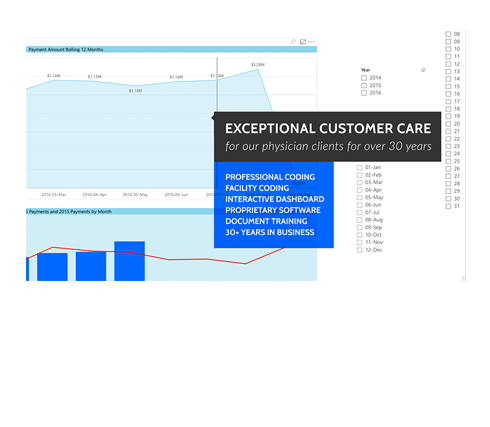 Payment Amount Rolling 12 Months
$1.16M
$1.15M
$1.13M
$1.16M
$1.28M
2016 03-Mar
2016 04-Apr
2016 05-May
2016 06-Jun
Payments and 2015 Payments by Month
EXCEPTIONAL CUSTOMER CARE
for our physician clients for over 30 years
PROFESSIONAL CODING
FACILITY CODING
INTERACTIVE DASHBOARD
PROPRIETARY SOFTWARE
DOCUMENT TRAINING
30+ YEARS IN BUSINESS
Year
2014
2015
2016
01-Jan
02-Feb
03-Mar
04-Apr
05-May
06-Jun
07-Jul
08-Aug
09-Sep
10-Oct
11-Nov
12-Dec
08
09
10
11
12
13
14
15
16
17
18
19
20
21
22
23
24
25
26
27
28
29
30
31